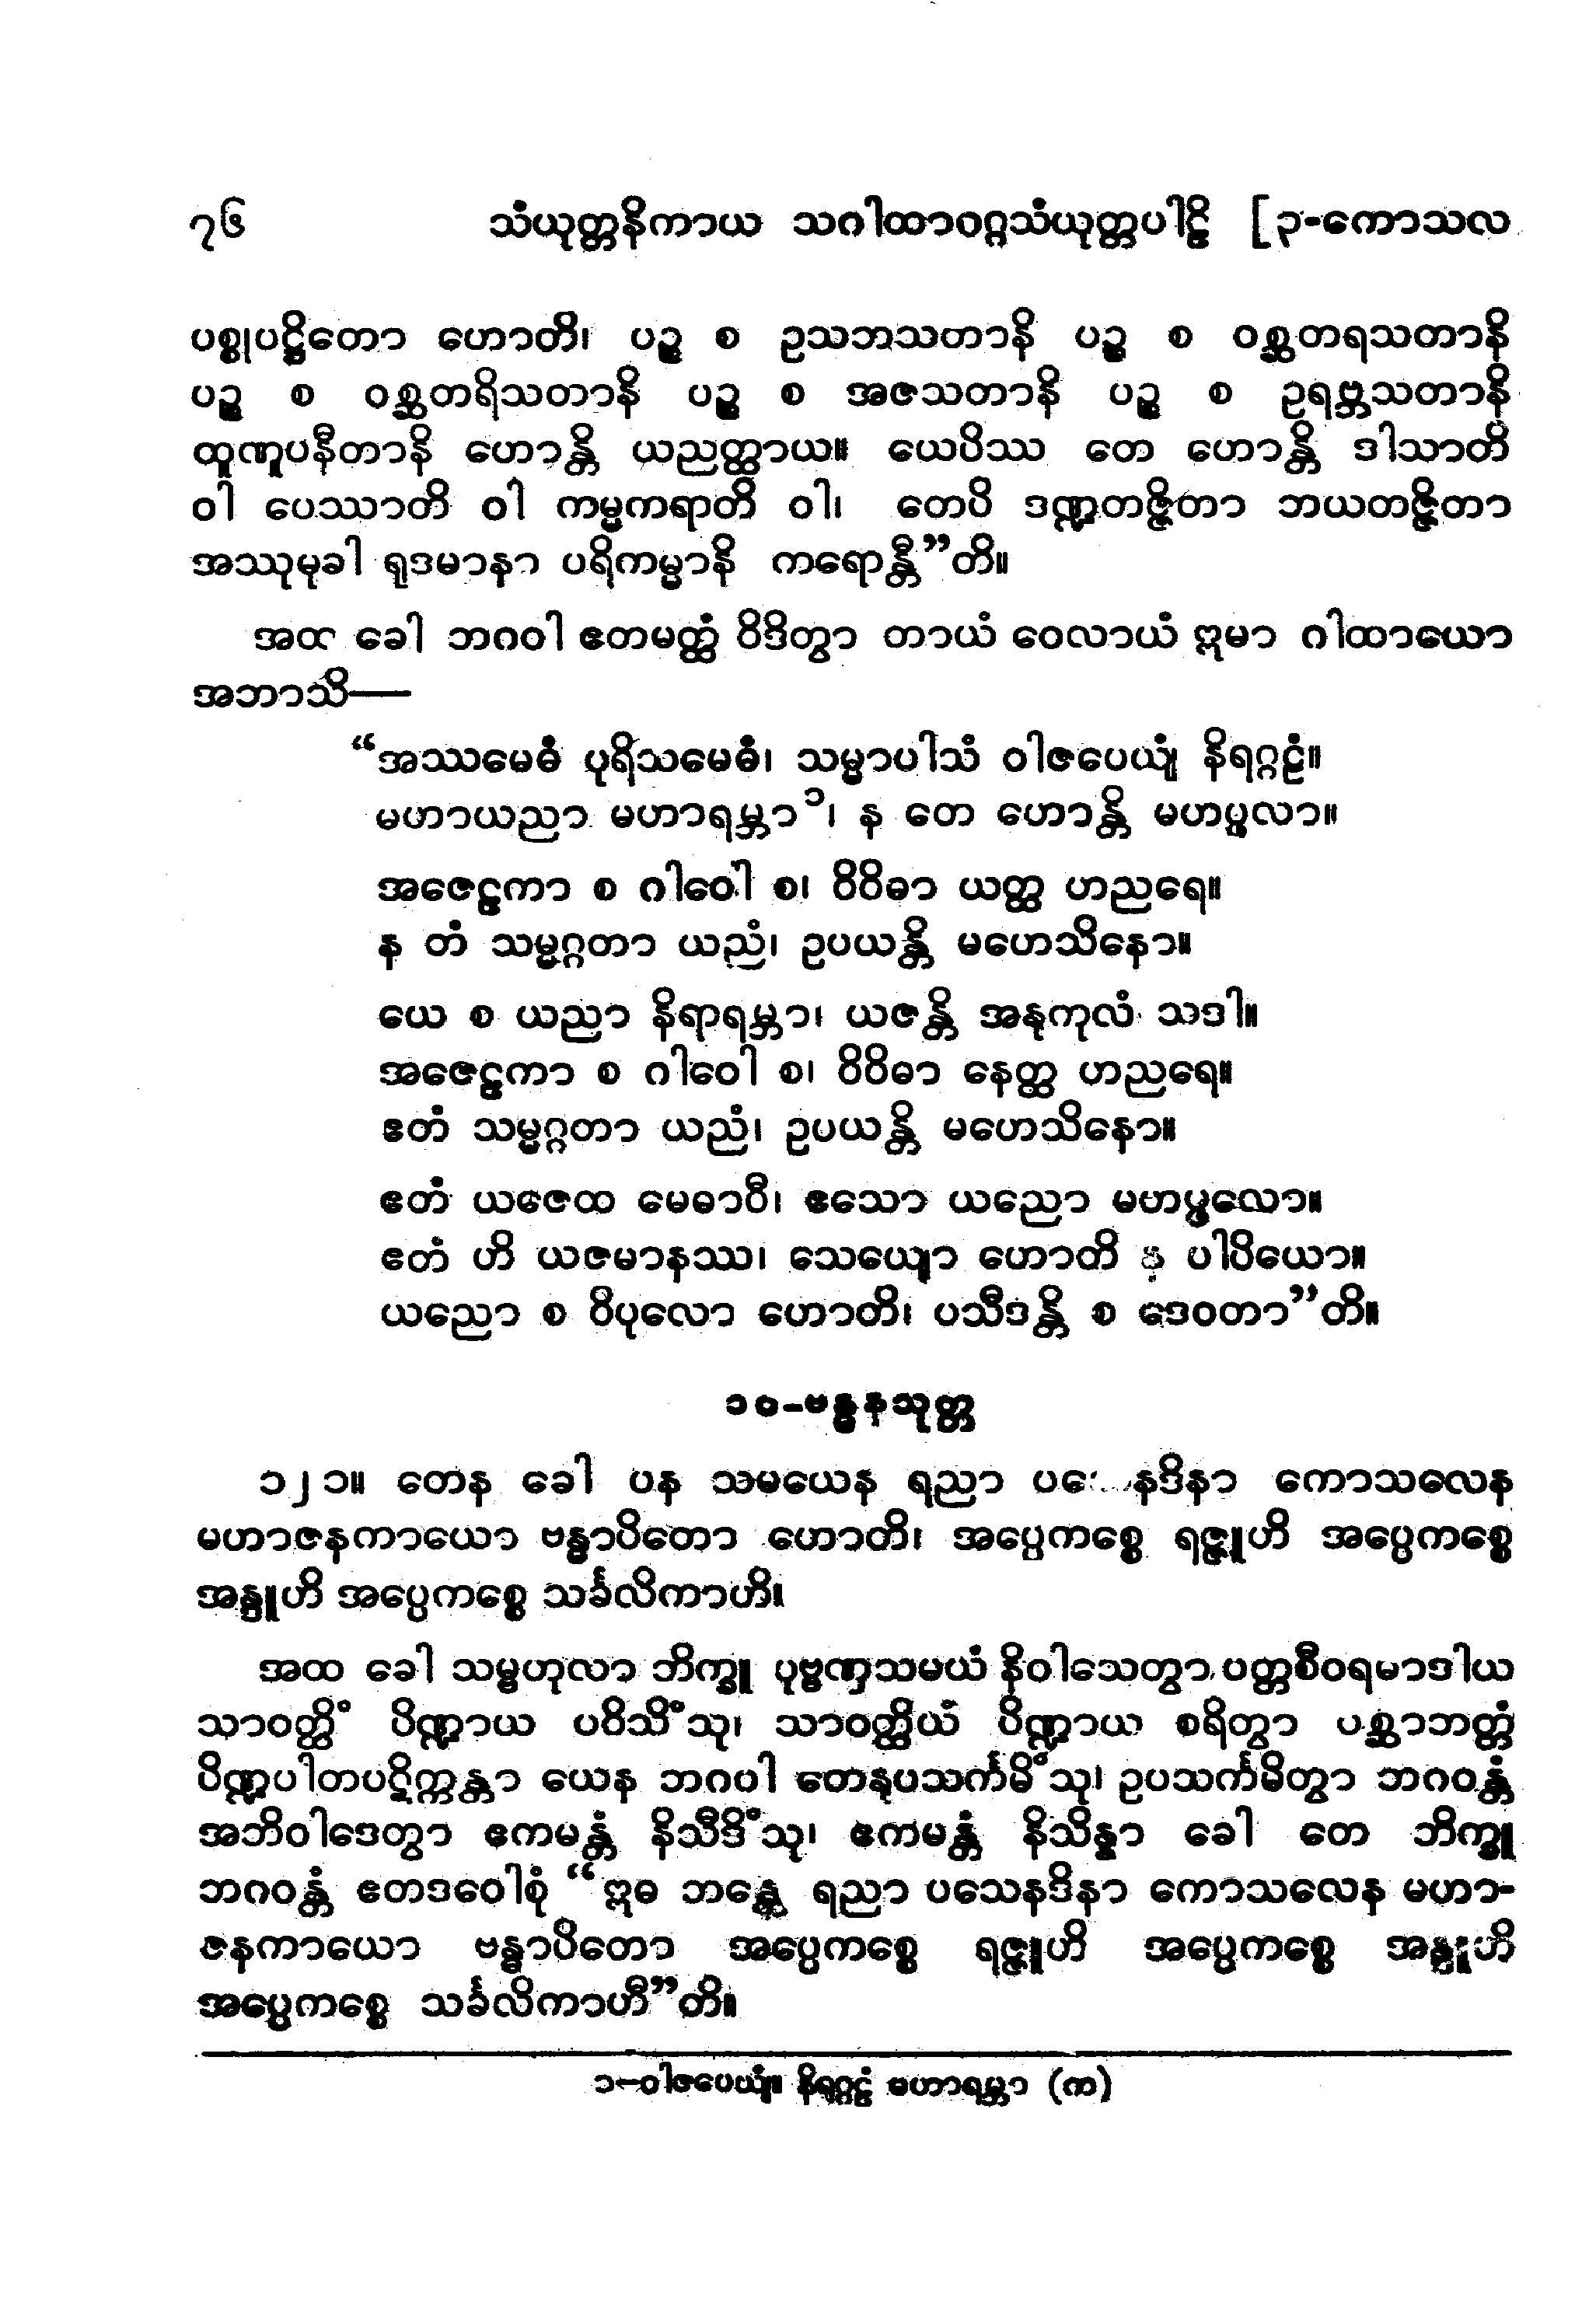 ၇၆ သံယုတ္တနိကာယ သဂါထာဝဂ္ဂသံယုတ္တပါဠိ [၃-ကောသလ
ပစ္စုပဋ္ဌိတော ဟောတိ၊ ပဉ္စ စ ဥသဘသတာနိ ပဉ္စ စ ဝစ္ဆတရသတာနိ
ပဉ္စ စ ဝစ္ဆတရိသတာနိ ပဉ္စ စ အဇသတာနိ ပဉ္စ စ ဥရဗ္ဘသတာနိ
ထူဏူပနီတာနိ ဟောန္တိ ယညတ္ထာယ။ ယေပိဿ တေ ဟောန္တိ ဒါသာတိ
ဝါ ပေဿာတိ ဝါ ကမ္မကရာတိ ဝါ၊ တေပိ ဒဏ္ဍတဇ္ဇိတာ ဘယတဇ္ဇိတာ
အဿုမုခါ ရုဒမာနာ ပရိကမ္မာနိ ကရောန္တီ”တိ။
အထ ခေါ ဘဂဝါ ဧတမတ္ထံ ဝိဒိတွာ တာယံ ဝေလာယံ ဣမာ ဂါထာယော
အဘာသိ—
“အဿမေဓံ ပုရိသမေဓံ၊ သမ္မာပါသံ ဝါဇပေယျံ နိရဂ္ဂဠံ။
မဟာယညာ မဟာရမ္ဘာ၁၊ န တေ ဟောန္တိ မဟပ္ဖလာ။
အဇေဠကာ စ ဂါဝေါ စ၊ ဝိဝိဓာ ယတ္ထ ဟညရေ။
န တံ သမ္မဂ္ဂတာ ယညံ၊ ဥပယန္တိ မဟေသိနော။
ယေ စ ယညာ နိရာရမ္ဘာ၊ ယဇန္တိ အနုကုလံ သဒါ။
အဇေဠကာ စ ဂါဝေါ စ၊ ဝိဝိဓာ နေတ္ထ ဟညရေ။
ဧတံ သမ္မဂ္ဂတာ ယညံ၊ ဥပယန္တိ မဟေသိနော။
ဧတံ ယဇေထ မေဓာဝီ၊ ဧသော ယညော မဟပ္ဖလော။
ဧတံ ဟိ ယဇမာနဿ၊ သေယျော ဟောတိ န ပါပိယော။
ယညော စ ဝိပုလော ဟောတိ၊ ပသီဒန္တိ စ ဒေဝတာ”တိ။
၁၀-ဗန္ဓနသုတ္တ
၁၂၁။ တေန ခေါ ပန သမယေန ရညာ ကောသလေန
မဟာဇနကာယော ဗန္ဓာပိတော ဟောတိ၊ အပ္ပေကစ္စေ ရဇ္ဇူဟိ အပ္ပေကစ္စေ
အန္ဒူဟိ အပ္ပေကစ္စေ သင်္ခလိကာဟိ။
အထ ခေါ သမ္ဗဟုလာ ဘိက္ခူ ပုဗ္ဗဏှသမယံ နိဝါသေတွာ ပတ္တစီဝရမာဒါယ
သာဝတ္ထိံ ပိဏ္ဍာယ ပဝိသိံသု၊ သာဝတ္ထိယံ ပိဏ္ဍာယ စရိတွာ ပစ္ဆာဘတ္တံ
ပိဏ္ဍပါတပဋိက္ကန္တာ ယေန ဘဂဝါ တေနုပသင်္ကမိံသု၊ ဥပသင်္ကမိတွာ ဘဂဝန္တံ
အဘိဝါဒေတွာ ဧကမန္တံ နိသီဒိံသု၊ ဧကမန္တံ နိသိန္နာ ခေါ တေ ဘိက္ခူ
ဘဂဝန္တံ ဧတဒဝေါစုံ “ဣဓ ဘန္တေ ရညာ ပသေနဒိနာ ကောသလေန မဟာ-
ဇနကာယော ဗန္ဓာပိတော အပ္ပေကစ္စေ ရဇ္ဇူဟိ အပ္ပေကစ္စေ အန္ဒူဟိ
အပ္ပေကစ္စေ သင်္ခလိကာဟီ”တိ။
၁-ဝါဇပေယျံ။ နိရဂ္ဂဠံ မဟာရမ္ဘာ (က)